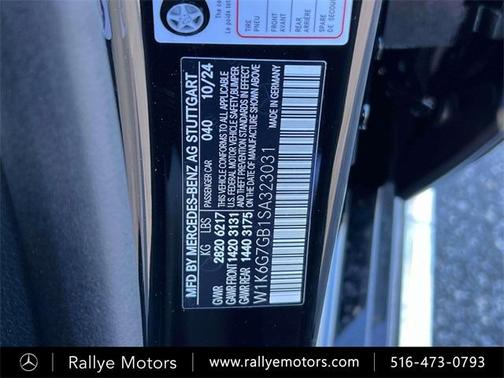 TIRE
PNEU
FRONT
AVANT
REAR
ARRIÈRE
SPARE
DE SECOURS
MFD BY MERCEDES-BENZ AG STUTTGART
PASSENGER CAR 040 10/24
KG LBS
GVWR 2820 6217
GAWR FRONT 1420 3131
GAWR REAR 1440 3175
THIS VEHICLE CONFORMS TO ALL APPLICABLE
U.S. FEDERAL MOTOR VEHICLE SAFETY, BUMPER
AND THEFT PREVENTION STANDARDS IN EFFECT
ON THE DATE OF MANUFACTURE SHOWN ABOVE
W1K6G7GB1SA323031
MADE IN GERMANY
Rallye Motors | www.rallyemotors.com | 516-473-0793